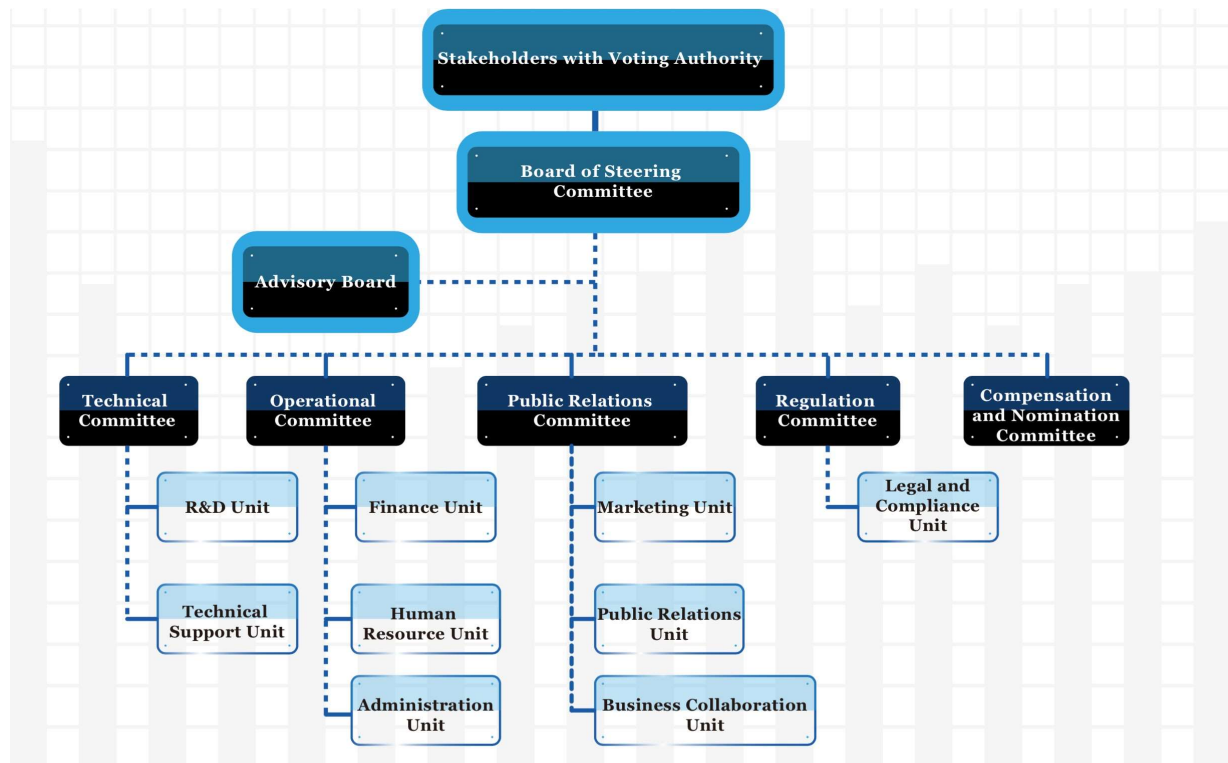 Stakeholders with Voting Authority
Board of Steering
Committee
Advisory Board
Technical
Committee
Operational
Committee
Public Relations
Committee
Regulation
Committee
Compensation
and Nomination
Committee
R&D Unit
Technical
Support Unit
Finance Unit
Human
Resource Unit
Administration
Unit
Marketing Unit
Public Relations
Unit
Business Collaboration
Unit
Legal and
Compliance
Unit